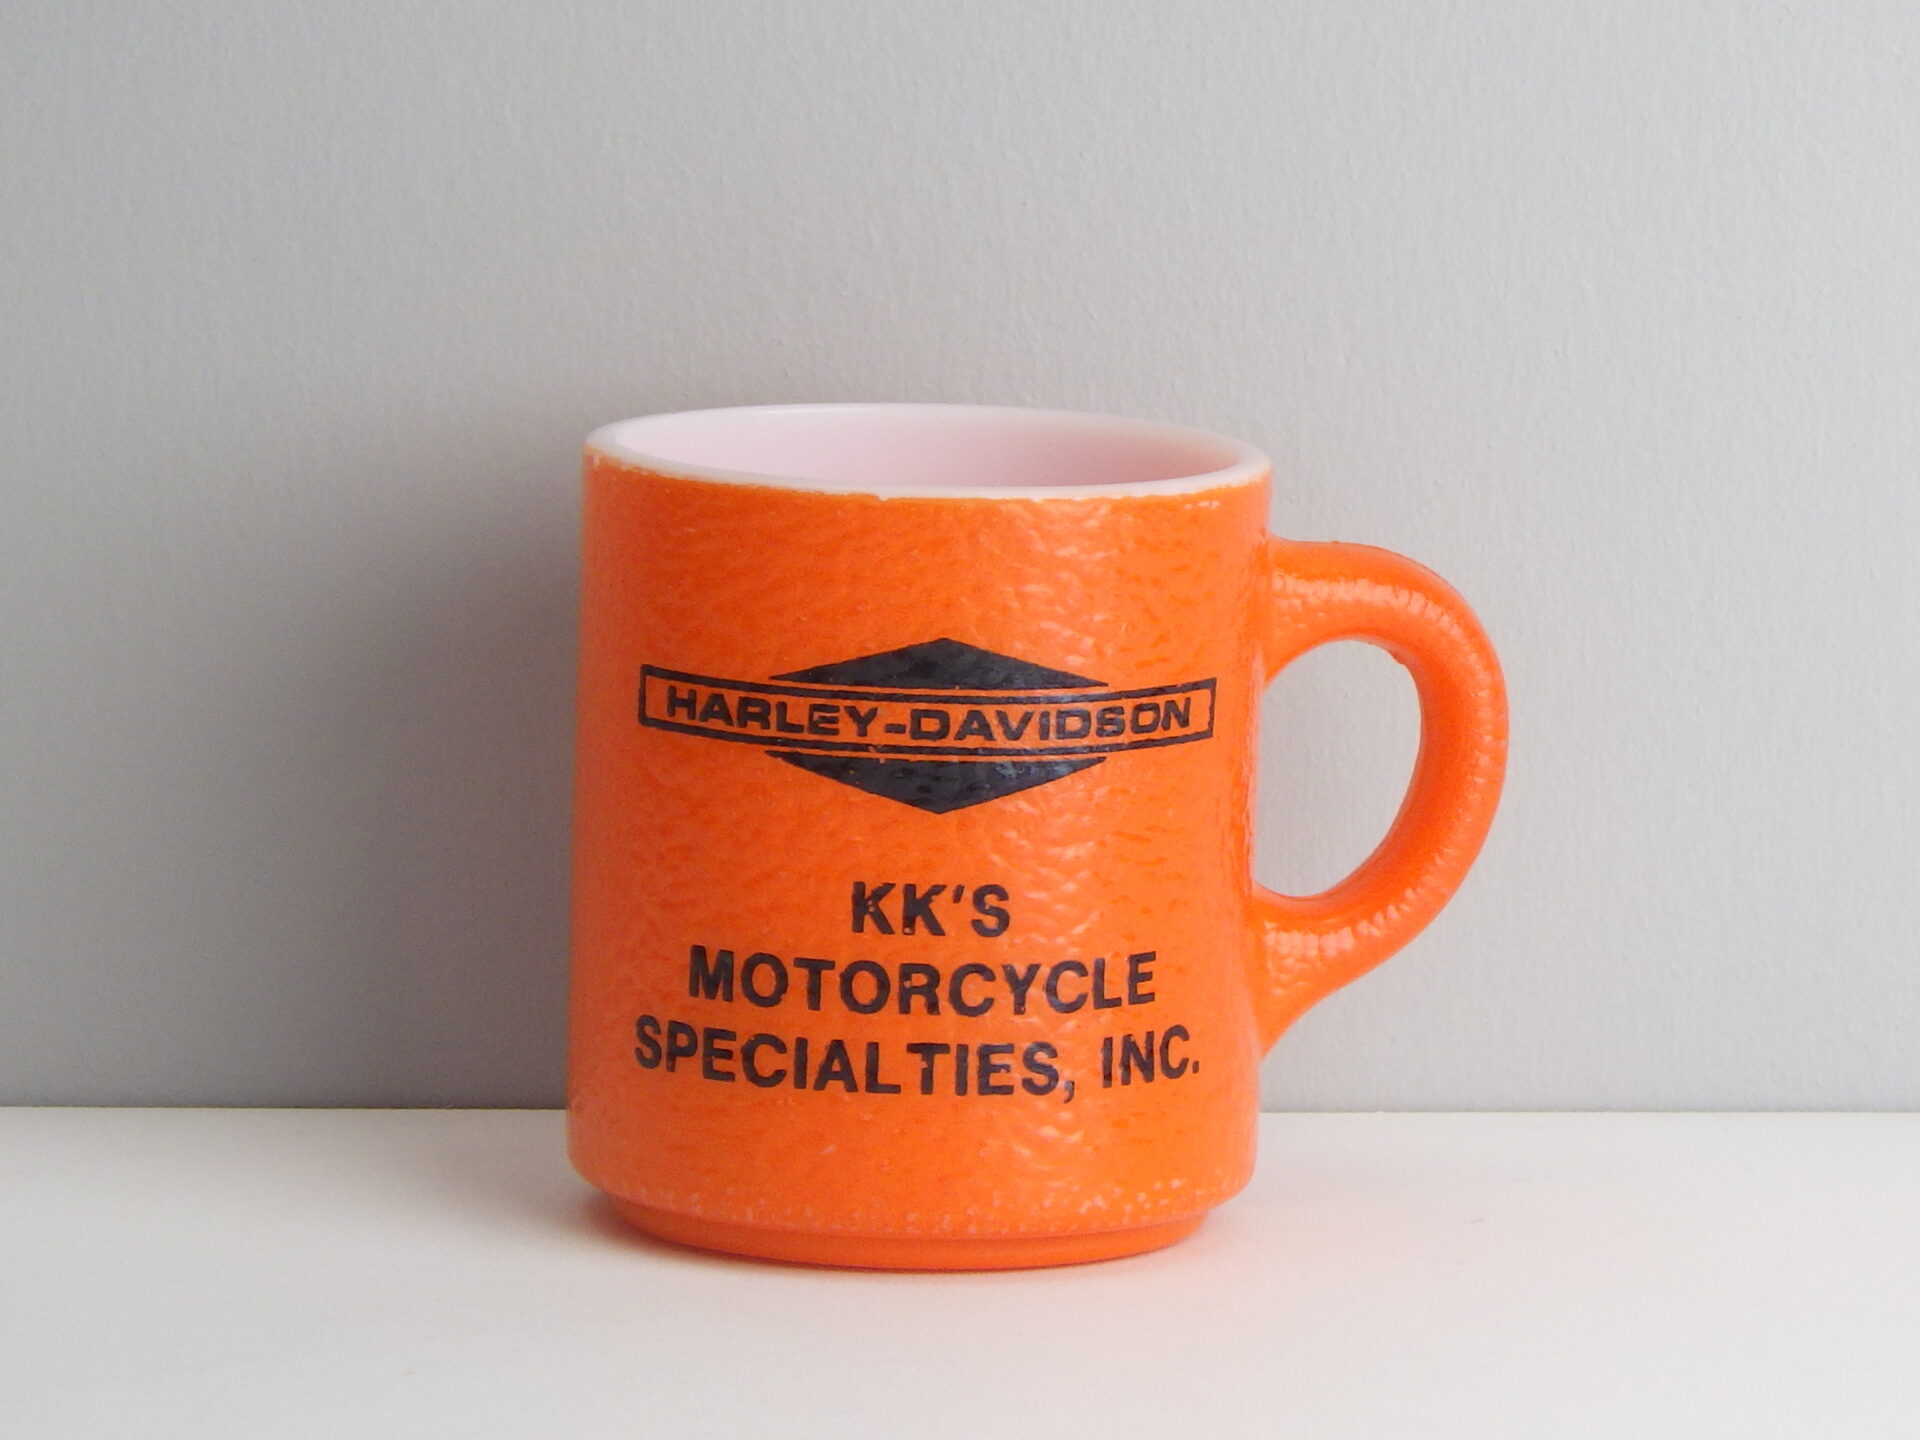 HARLEY-DAVIDSON
KK'S
MOTORCYCLE
SPECIALTIES, INC.